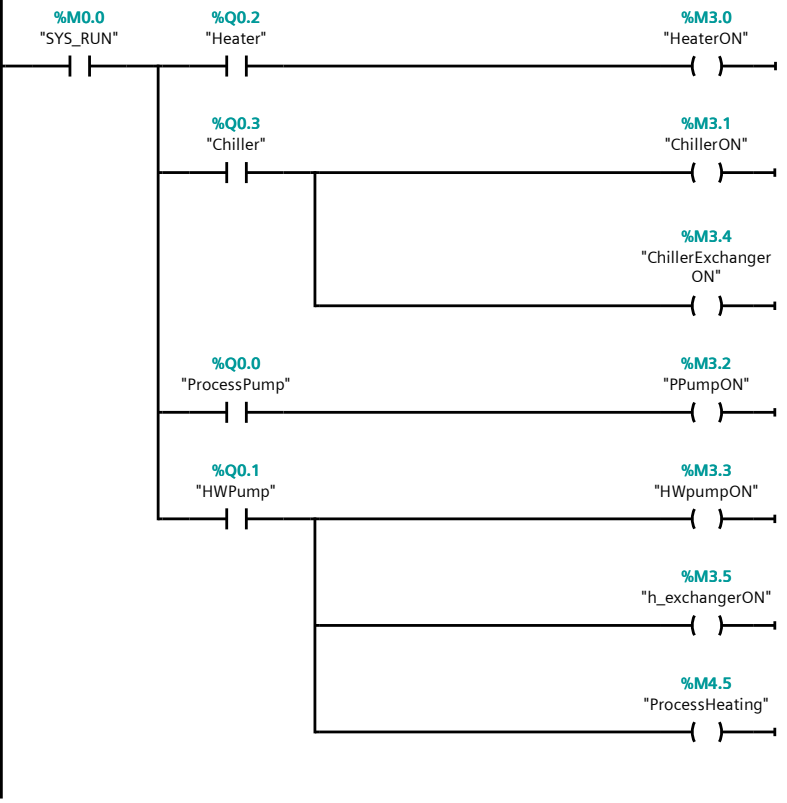 %M0.0
"SYS_RUN"
%Q0.2
"Heater"
%M3.0
"HeaterON"
%Q0.3
"Chiller"
%M3.1
"ChillerON"
%M3.4
"ChillerExchanger
ON"
%Q0.0
"ProcessPump"
%M3.2
"PPumpON"
%Q0.1
"HWPump"
%M3.3
"HWpumpON"
%M3.5
"h_exchangerON"
%M4.5
"ProcessHeating"